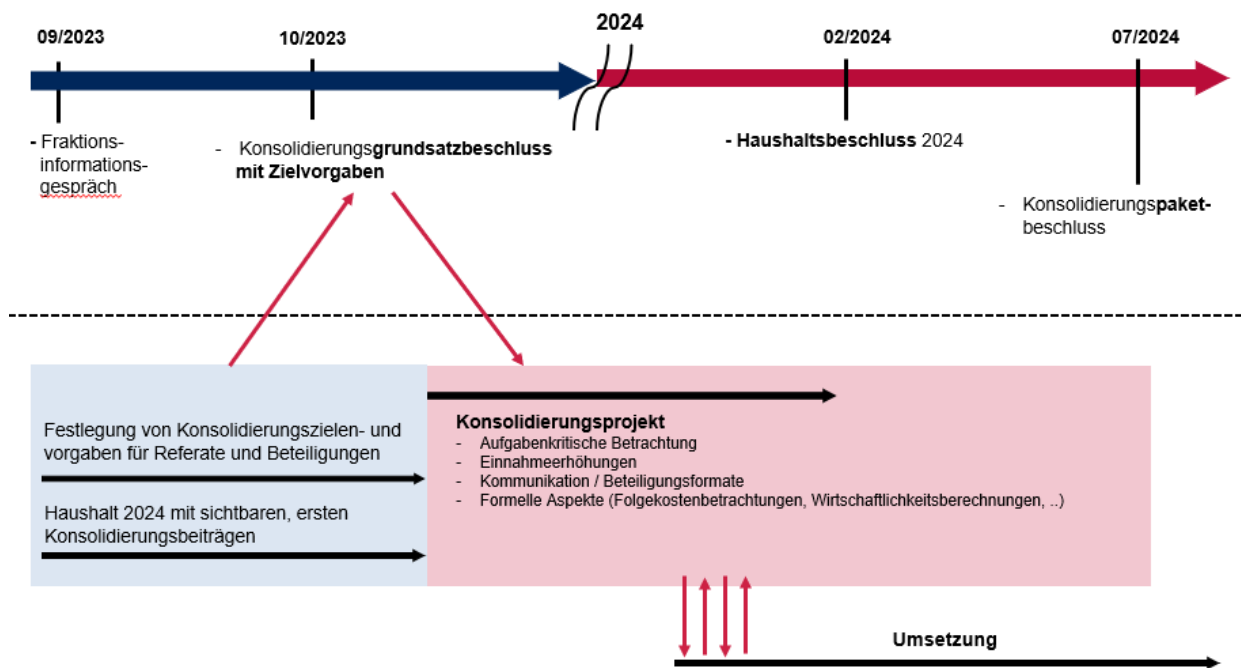 2024
09/2023
10/2023
02/2024
07/2024
- Fraktions-
informations-
gespräch
- Konsolidierungsgrundsatzbeschluss
mit Zielvorgaben
- Haushaltsbeschluss 2024
- Konsolidierungspaket-
beschluss
Festlegung von Konsolidierungszielen- und
vorgaben für Referate und Beteiligungen
Haushalt 2024 mit sichtbaren, ersten
Konsolidierungsbeiträgen
Konsolidierungsprojekt
- Aufgabenkritische Betrachtung
- Einnahmeerhöhungen
- Kommunikation / Beteiligungsformate
- Formelle Aspekte (Folgekostenbetrachtungen, Wirtschaftlichkeitsberechnungen, ..)
Umsetzung